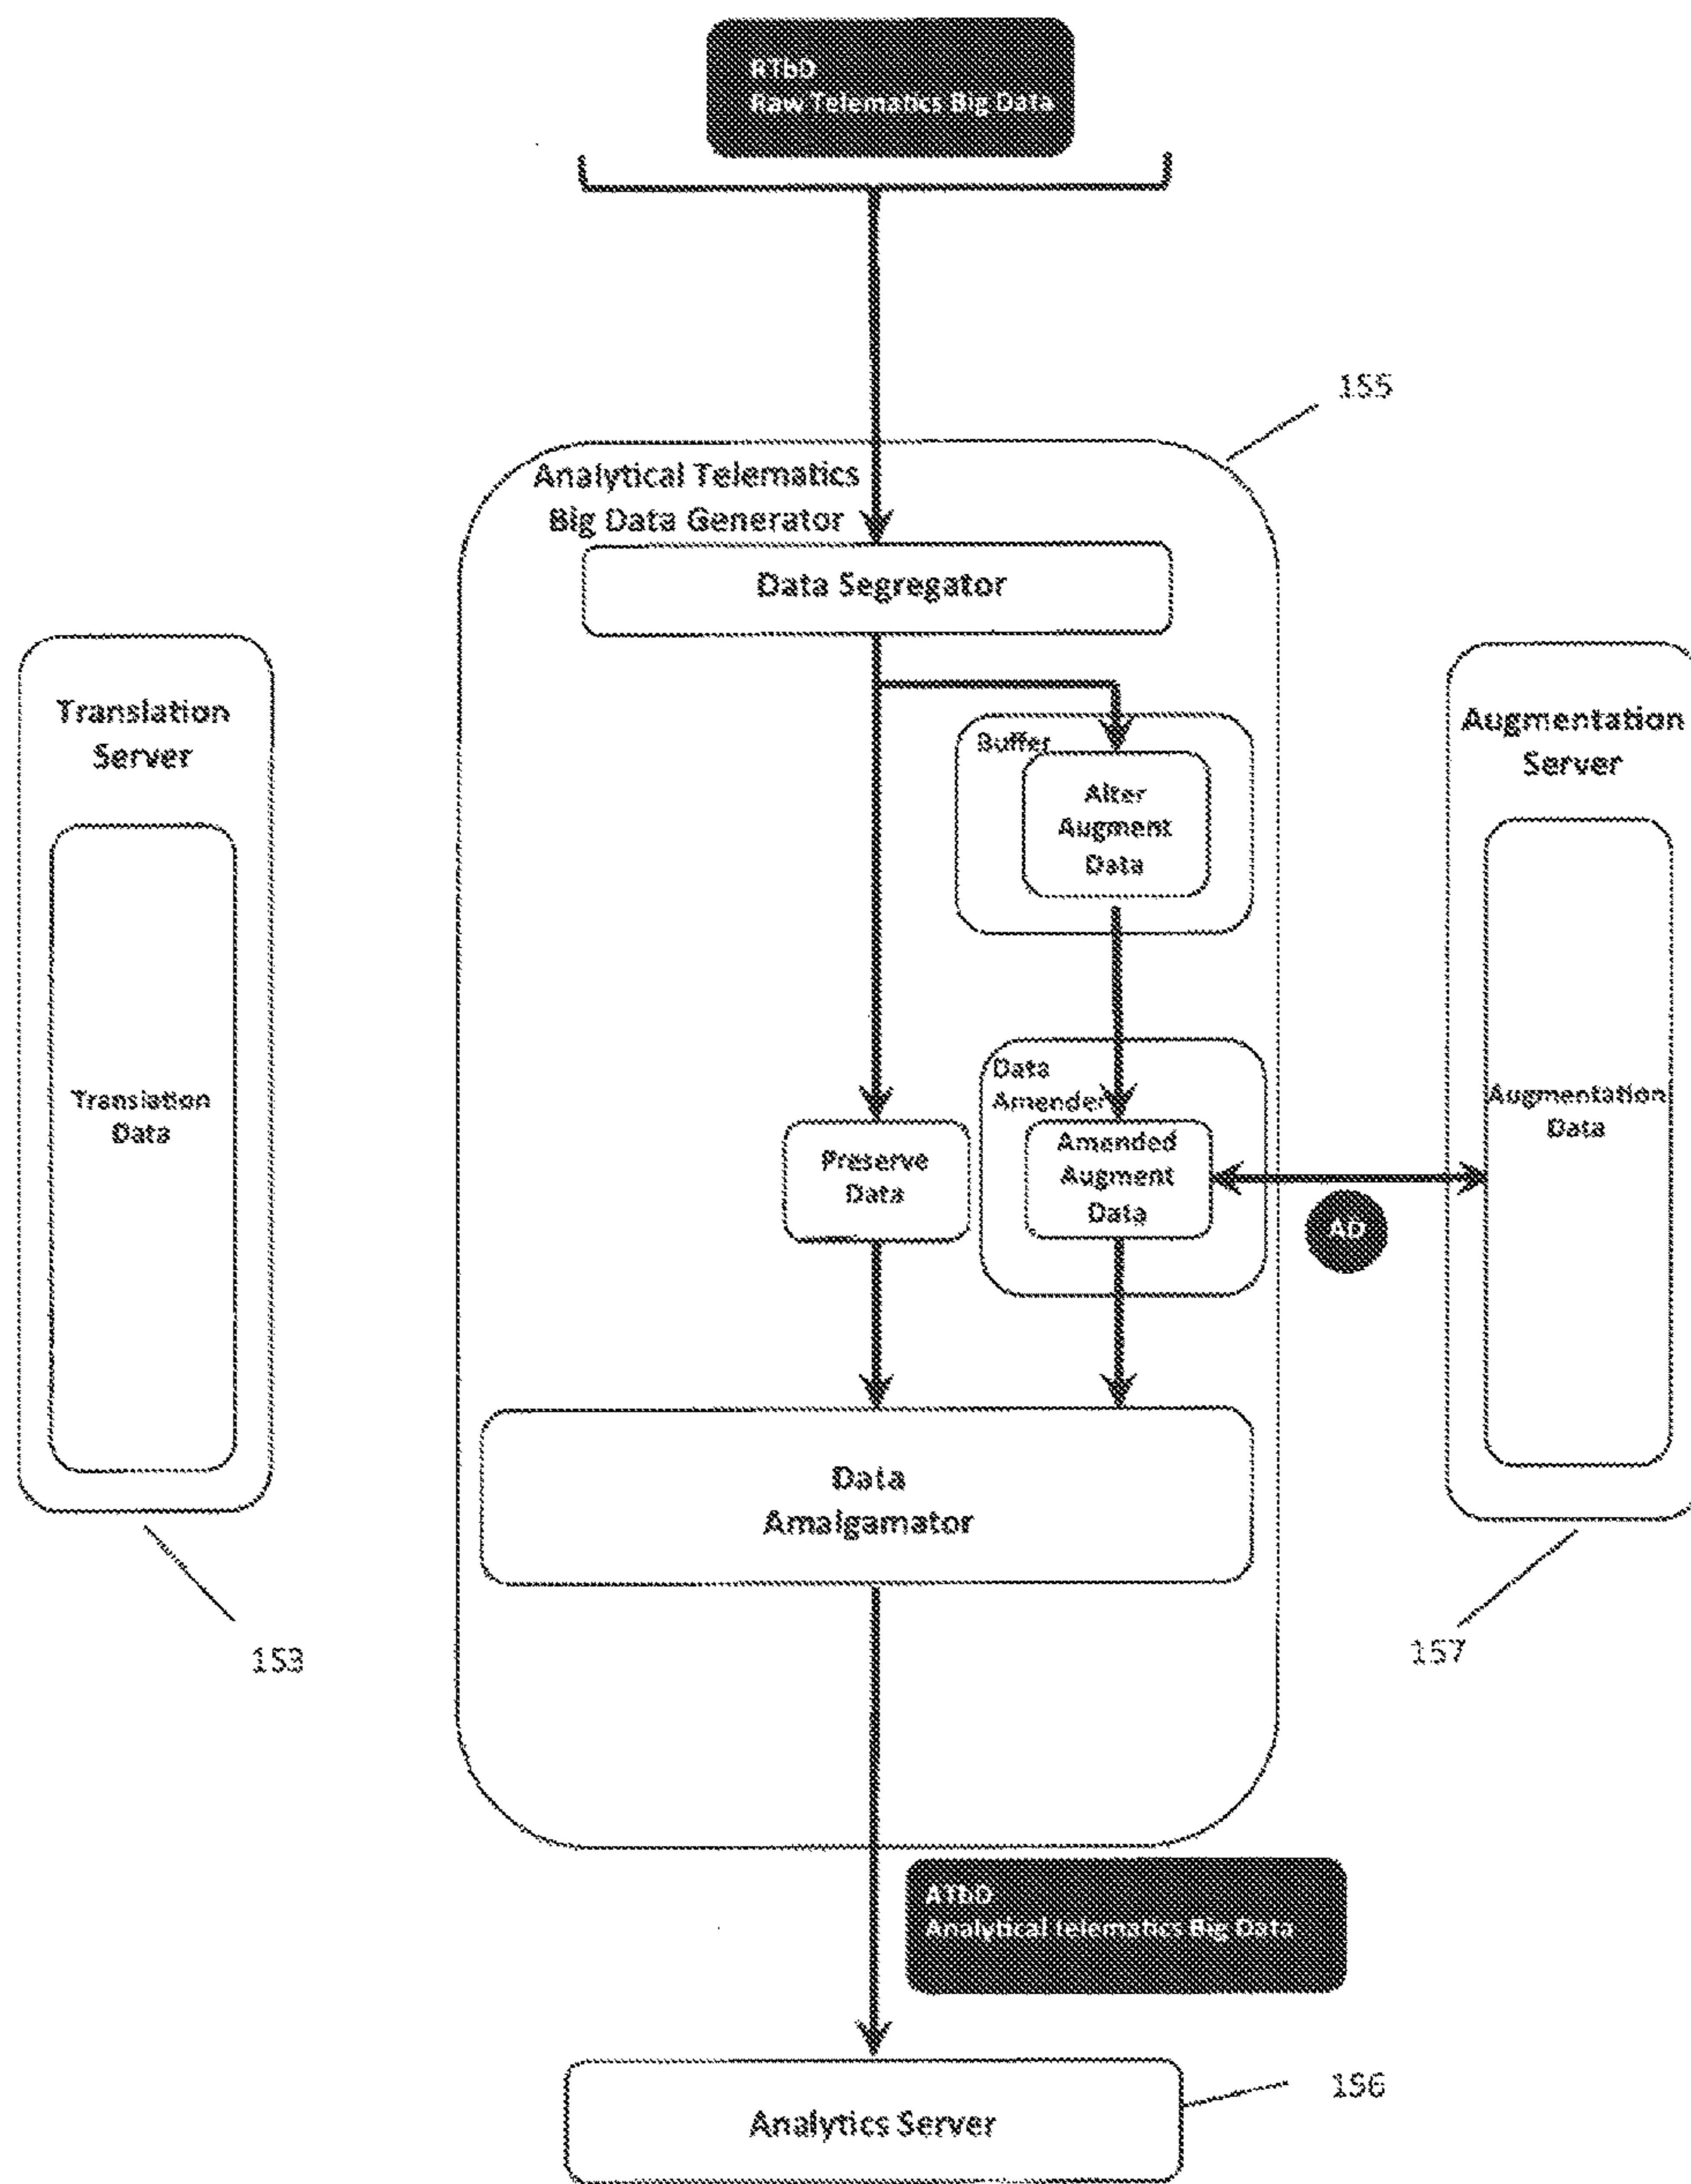 RTbD
Raw Telematics Big Data
155
Analytical Telematics
Big Data Generator
Data Segregator
Translation
Server
Augmentation
Server
Buffer
Alter
Augment
Data
Translation
Data
Data
Amender
Preserve
Data
Amended
Augment
Data
Augmentation
Data
AD
Data
Amalgamator
153
157
ATbD
Analytical telematics Big Data
156
Analytics Server